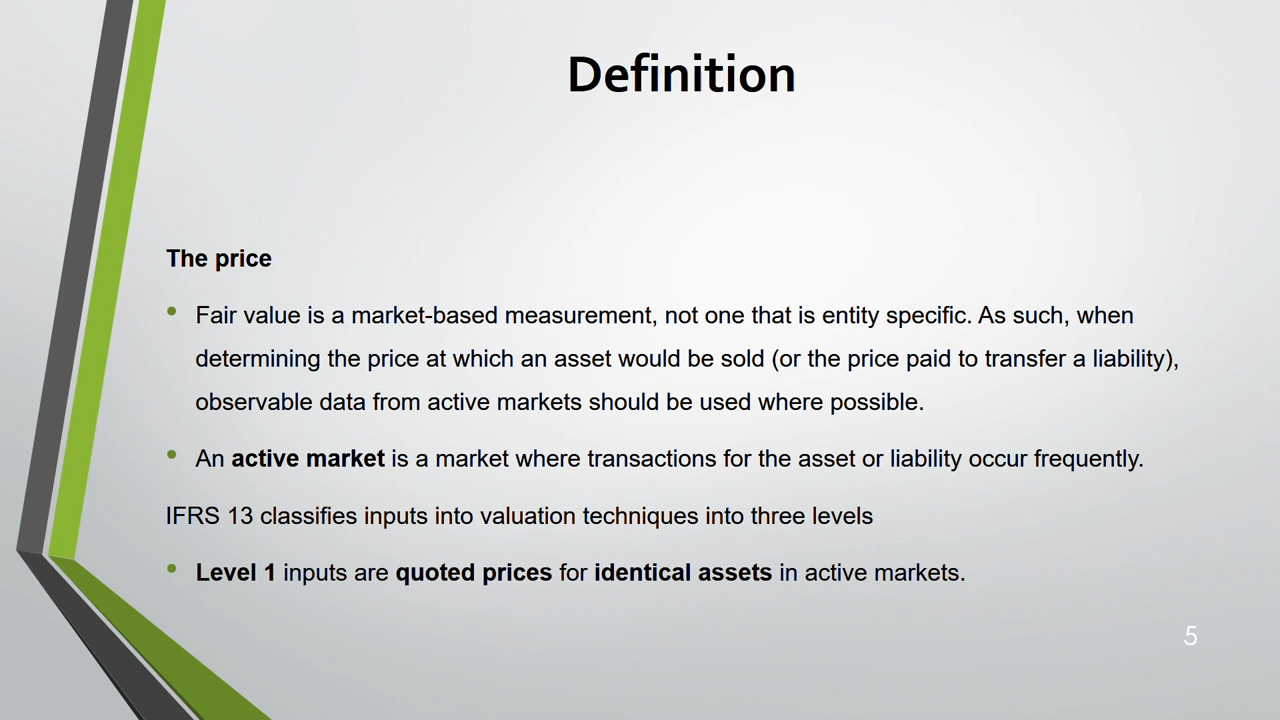 Definition
The price
• Fair value is a market-based measurement, not one that is entity specific. As such, when
determining the price at which an asset would be sold (or the price paid to transfer a liability),
observable data from active markets should be used where possible.
• An active market is a market where transactions for the asset or liability occur frequently.
IFRS 13 classifies inputs into valuation techniques into three levels
• Level 1 inputs are quoted prices for identical assets in active markets.
5